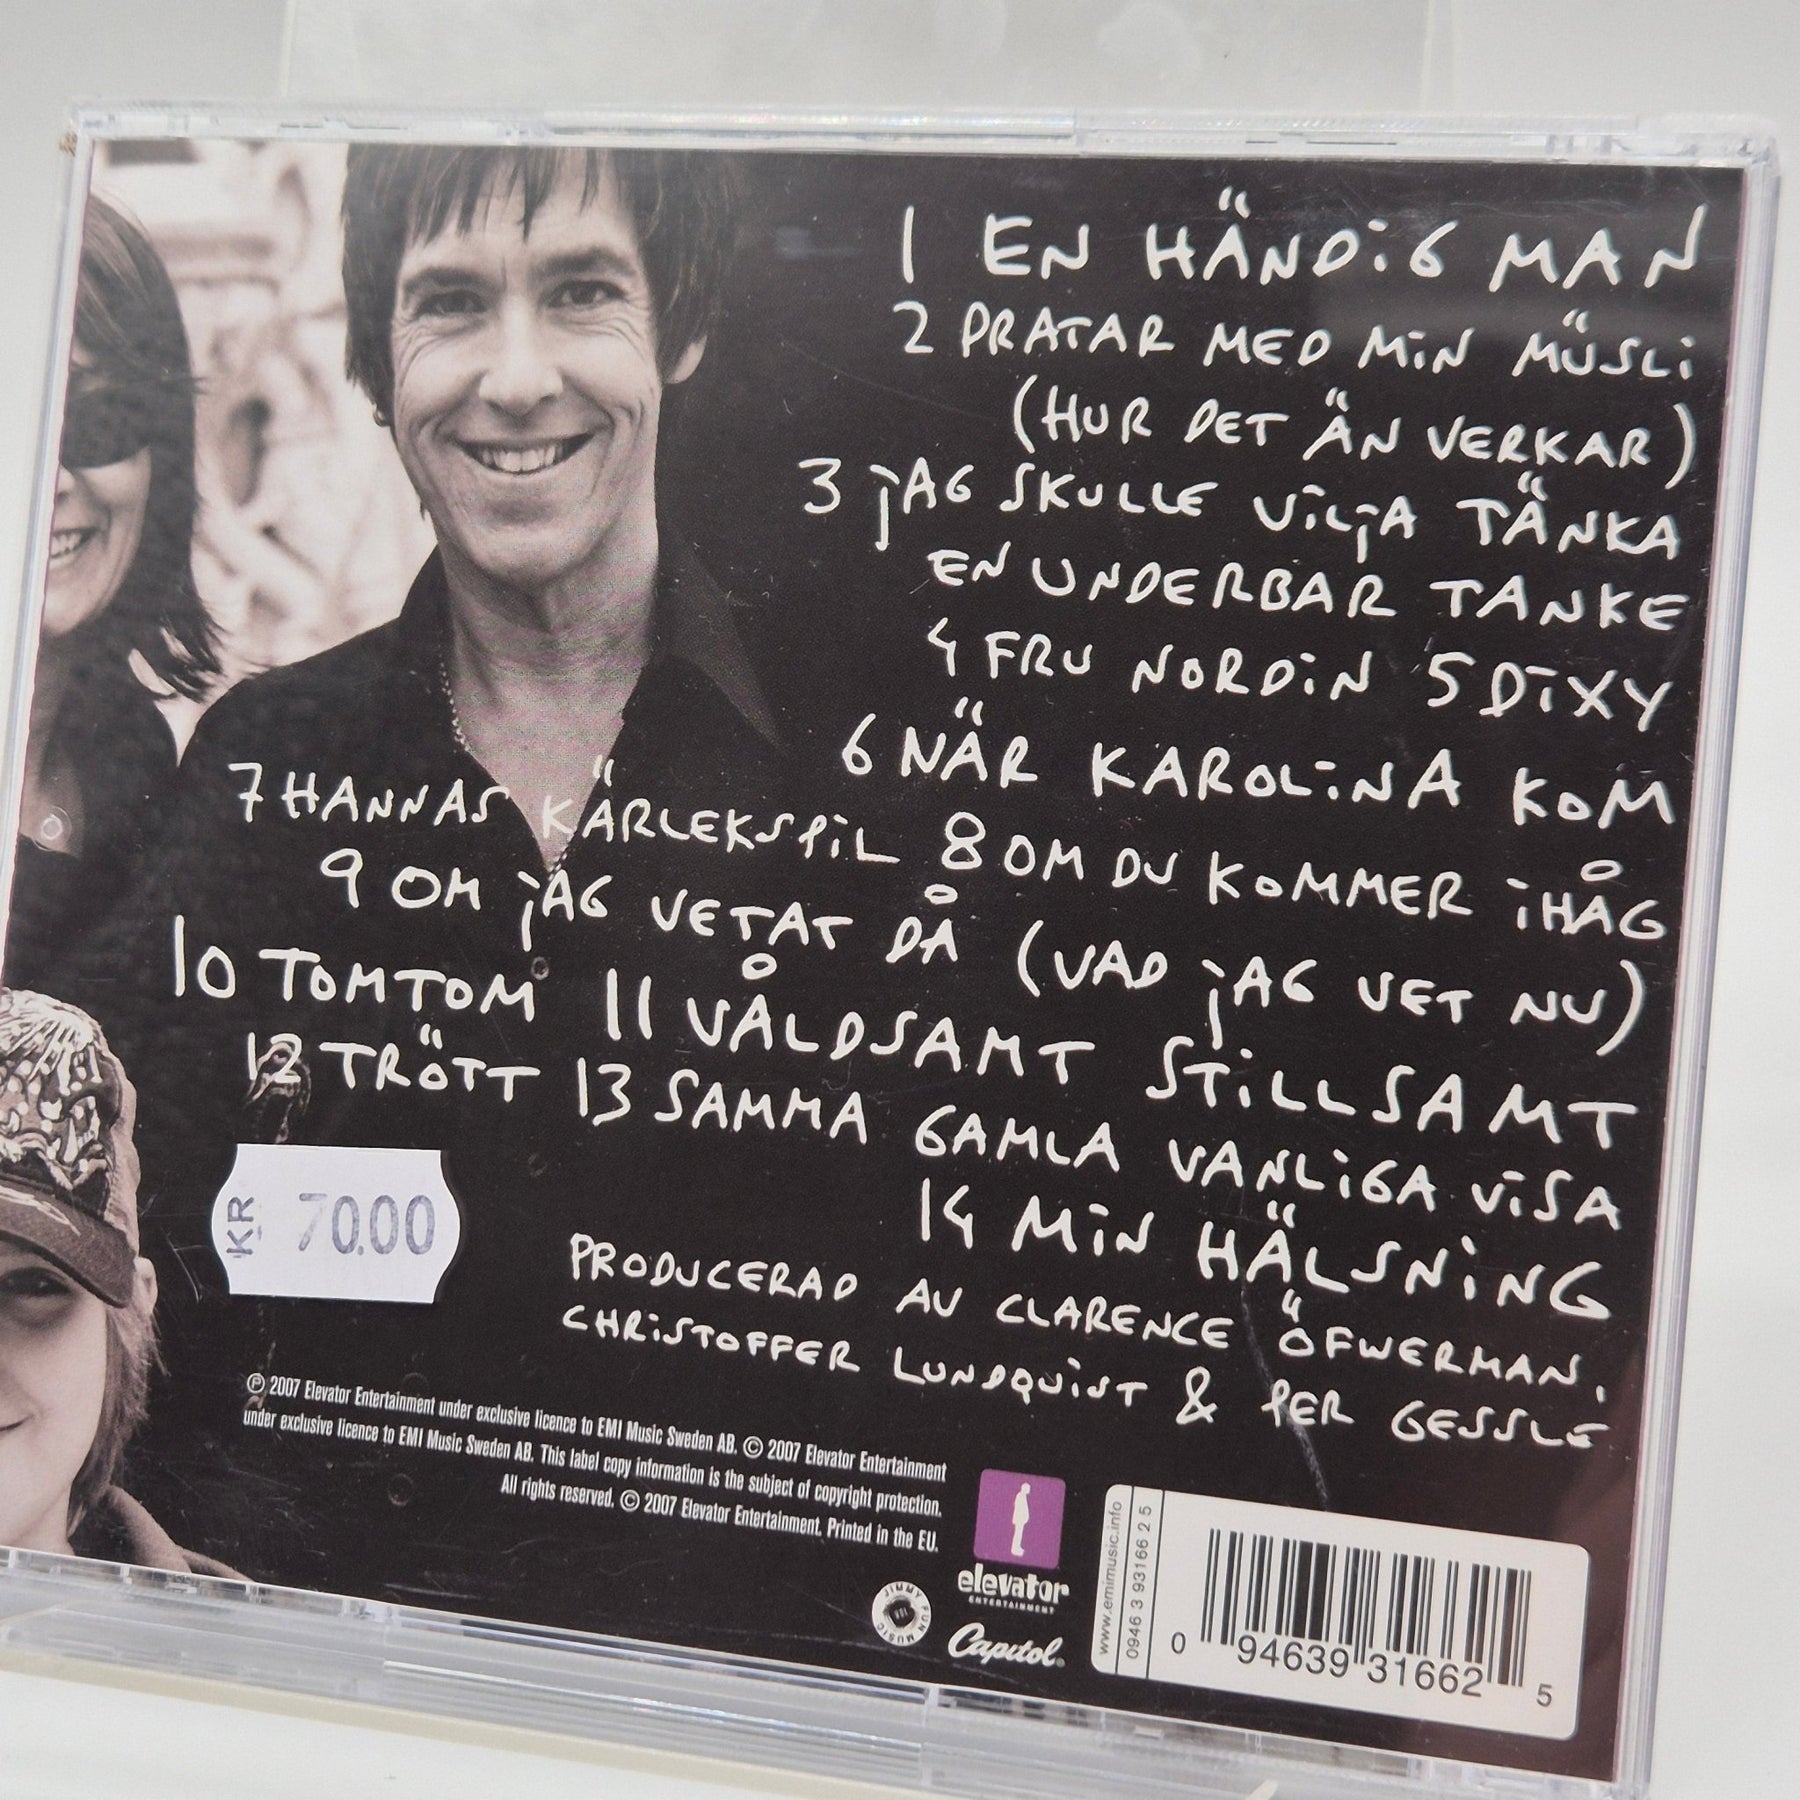 1 EN HÄNDiG MAN
2 PRATAR MED MiN MÜSLi
(HUR DET ÄN VERKAR)
3 jAG SKULLE ViLjA TÄNKA
EN UNDERBAR TANKE
4 FRU NORDiN 5 DiXY
6 NÄR KAROLiNA KOM
7 HANNAS KÄRLEKSPiL 8 OM DU KOMMER iHÅG
9 OM jAG VETAT DÅ (VAD jAG VET NU)
10 TOMTOM 11 VÅLDSAMT STiLLSAMT
12 TRÖTT 13 SAMMA GAMLA VANLiGA ViSA
14 MiN HÄLSNiNG
PRODUCERAD AV CLARENCE ÖFWERMAN,
CHRiSTOFFER LUNDQUiST & PER GESSLE
KR 70.00
℗ 2007 Elevator Entertainment under exclusive licence to EMI Music Sweden AB. © 2007 Elevator Entertainment
under exclusive licence to EMI Music Sweden AB. This label copy information is the subject of copyright protection.
All rights reserved. © 2007 Elevator Entertainment. Printed in the EU.
JIMMY FUN MUSIC
elevator
ENTERTAINMENT
Capitol
www.emimusic.info
0946 3 93166 2 5
0 94639 31662 5